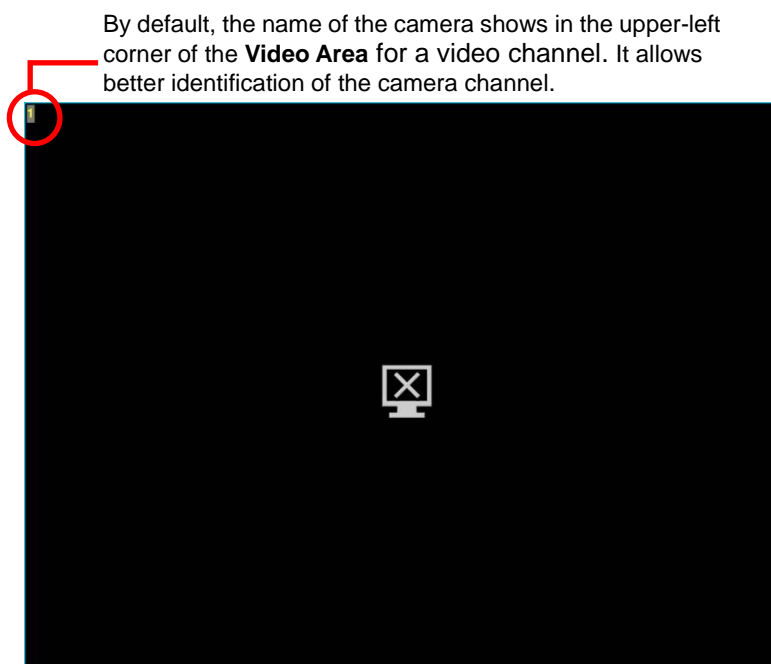 By default, the name of the camera shows in the upper-left
corner of the Video Area for a video channel. It allows
better identification of the camera channel.
1